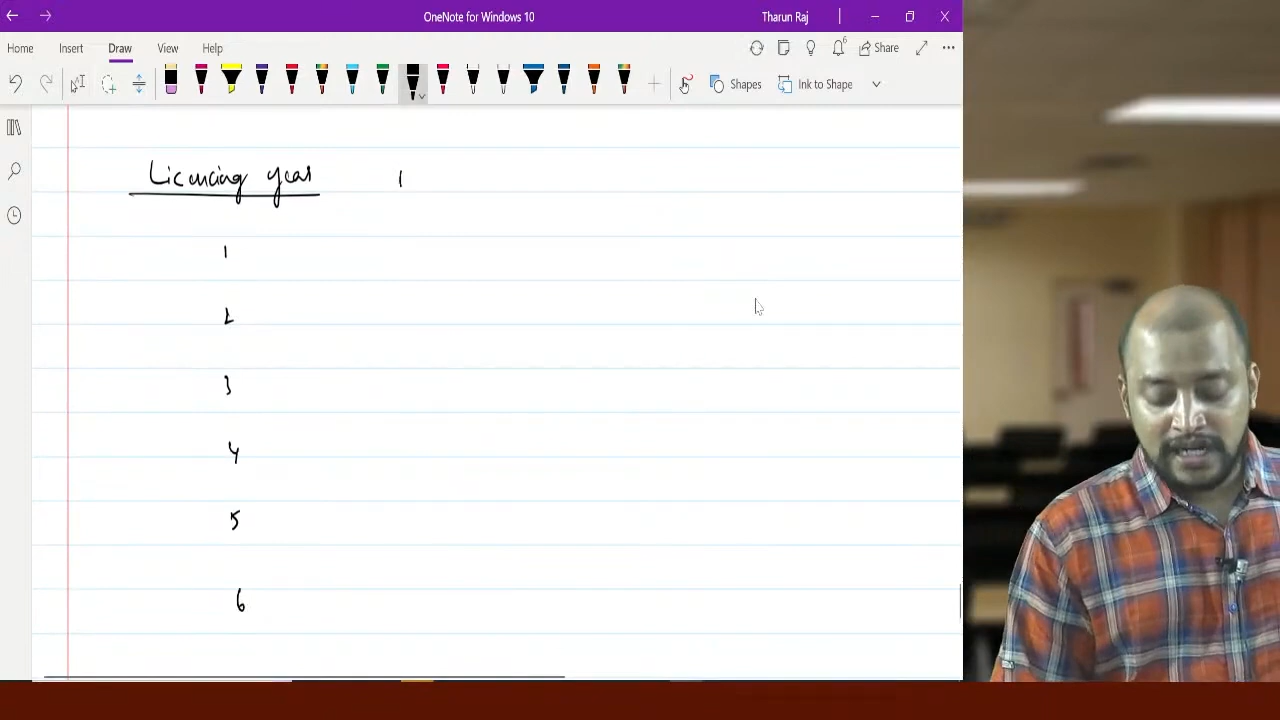 OneNote for Windows 10
Tharun Raj
Home Insert Draw View Help
6
Share
Shapes
Ink to Shape
Licencing year 1
1
2
3
4
5
6